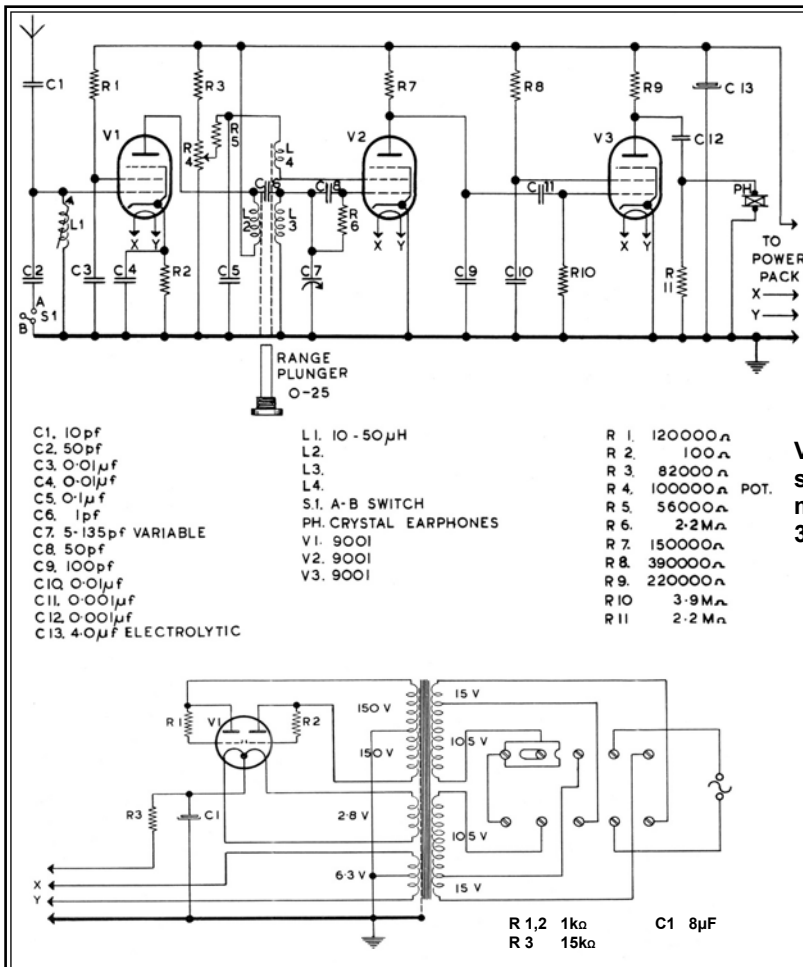 C1
R1
R3
R4
R5
V1
L1
C2
A
S1
B
C3
C4
X Y
R2
C5
L4
C6
L2
L3
C8
R6
C7
R7
V2
X Y
C9
R8
C11
C10
R10
R9
V3
X Y
C12
R11
C13
PH
TO
POWER
PACK
X
Y
RANGE
PLUNGER
0-25
C1. 10pf
C2. 50pf
C3. 0·01µf
C4. 0·01µf
C5. 0·1µf
C6. 1pf
C7. 5-135pf VARIABLE
C8. 50pf
C9. 100pf
C10. 0·01µf
C11. 0·001µf
C12. 0·001µf
C13. 4·0µf ELECTROLYTIC
L1. 10-50µH
L2.
L3.
L4.
S.1. A-B SWITCH
PH. CRYSTAL EARPHONES
V1. 9001
V2. 9001
V3. 9001
R 1. 120000Ω
R 2. 100Ω
R 3. 82000Ω
R 4. 100000Ω POT.
R 5. 56000Ω
R 6. 2·2MΩ
R 7. 150000Ω
R 8. 390000Ω
R 9. 220000Ω
R 10 3·9MΩ
R 11 2·2MΩ
V
s
n
3
R1
V1
R2
R3
C1
X
Y
150 V
150 V
2·8 V
6·3 V
15 V
10·5 V
10·5 V
15 V
R 1,2 1kΩ C1 8µF
R 3 15kΩ